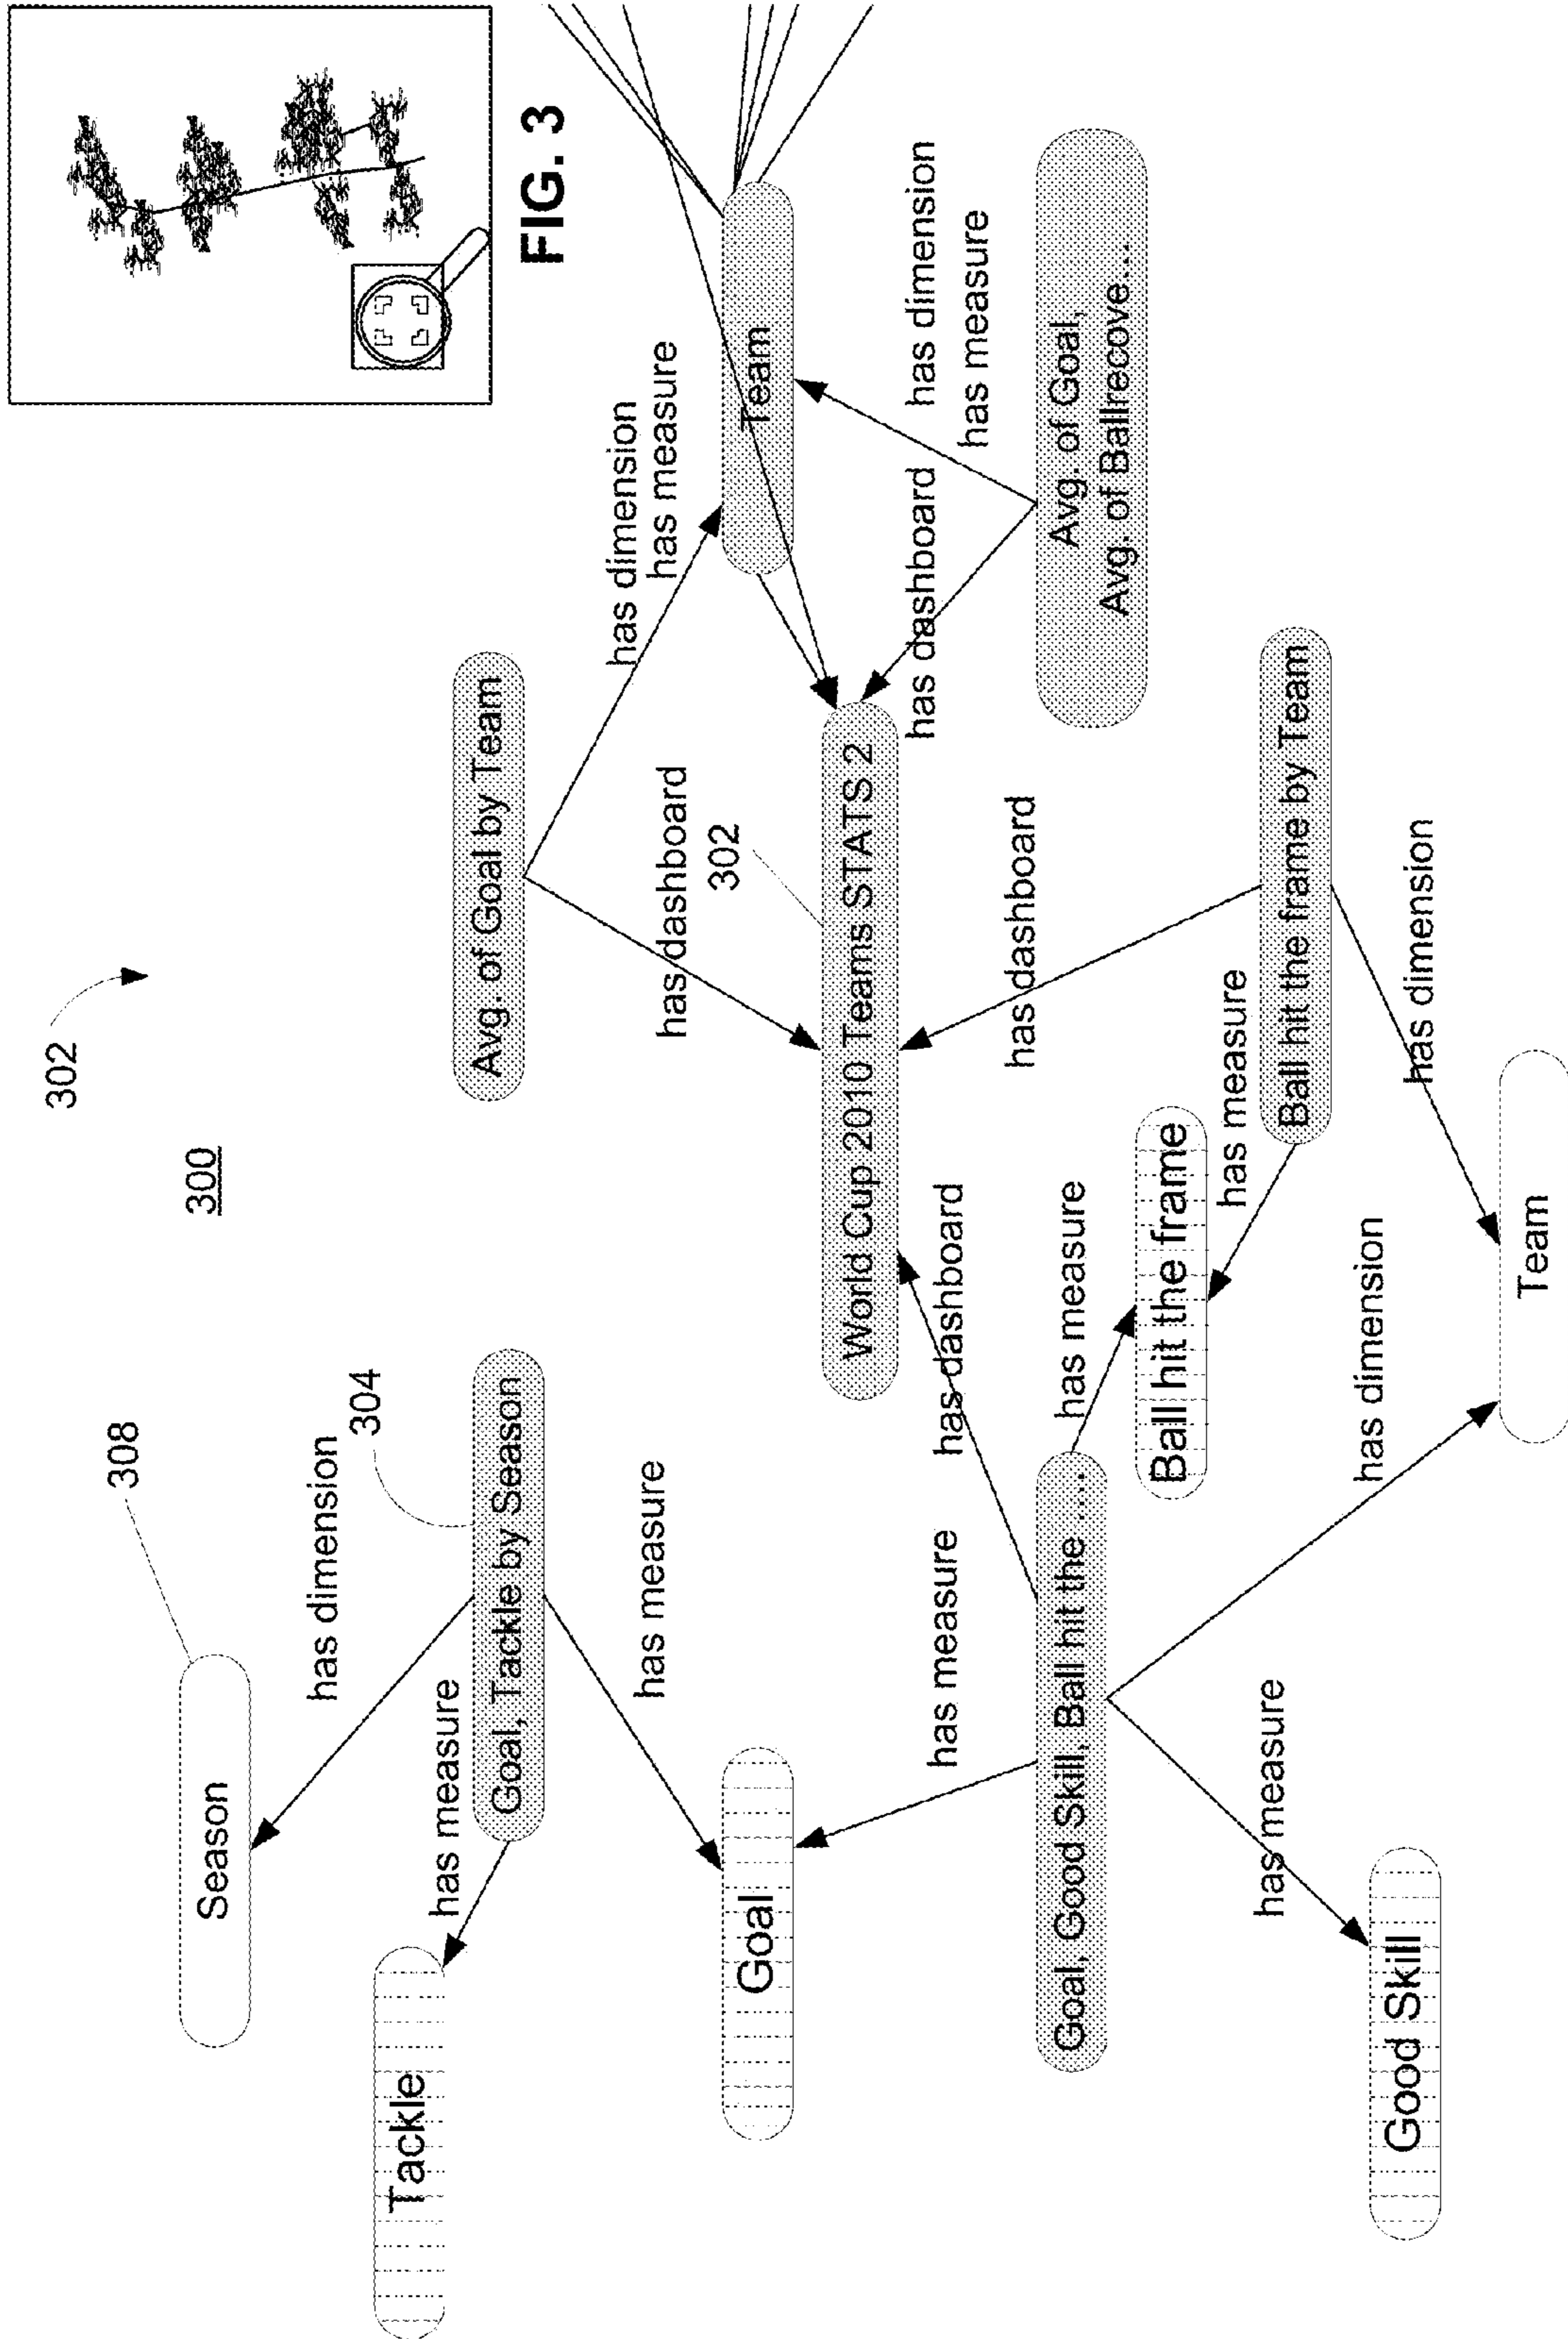 302
300
308
Season
has dimension
304
Tackle
has measure
Goal, Tackle by Season
has measure
Goal
Avg. of Goal by Team
has dimension
has measure
has dashboard
302
Team
World Cup 2010 Teams STATS 2
has measure
has dashboard
has dashboard
has dashboard
has dimension
has measure
Goal, Good Skill, Ball hit the .....
has measure
Ball hit the frame
Avg. of Goal,
Avg. of Ballrecove...
has measure
has measure
Ball hit the frame by Team
has dimension
has dimension
Good Skill
Team
FIG. 3